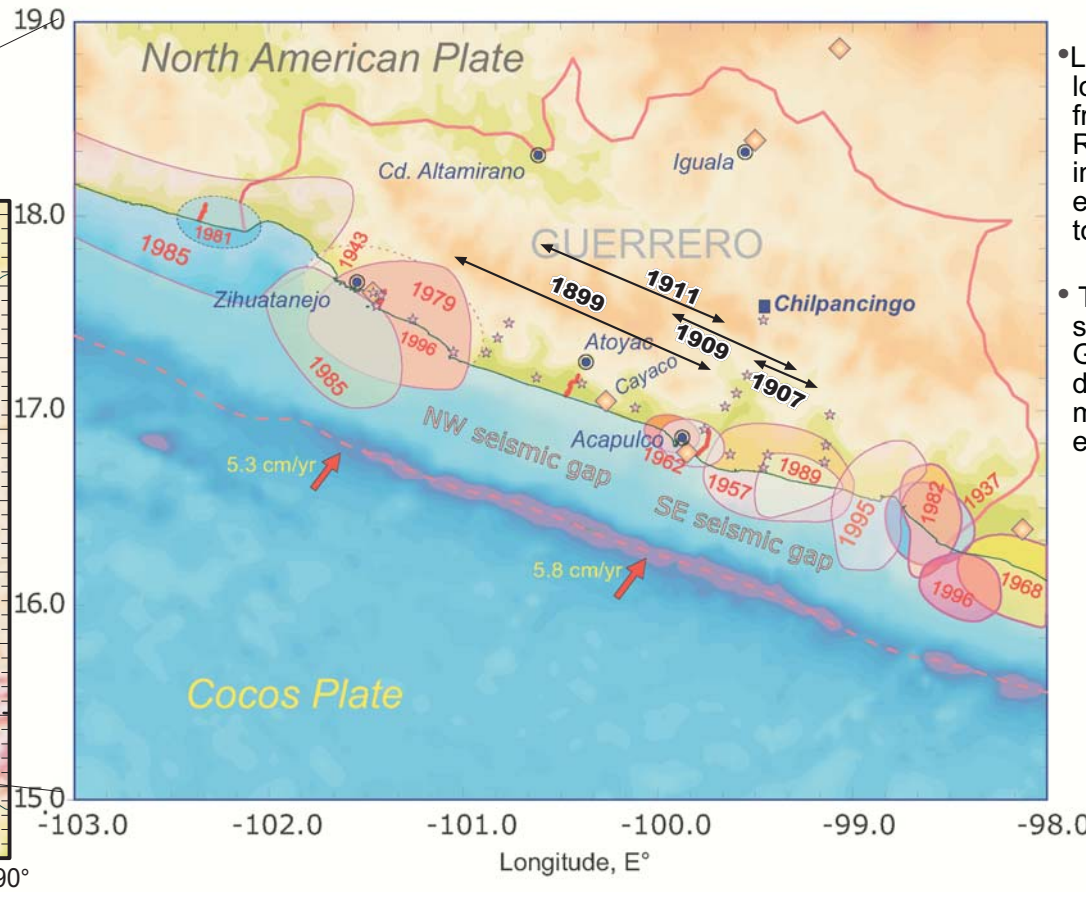 19.0
North American Plate
Cd. Altamirano
Iguala
18.0
1981
1985
1943
GUERRERO
Zihuatanejo
1979
1996
1985
1899
1911
1909
1907
Chilpancingo
Atoyac
Cayaco
17.0
NW seismic gap
Acapulco
1962
1957
1989
SE seismic gap
1995
1982
1937
1996
1968
5.3 cm/yr
5.8 cm/yr
16.0
Cocos Plate
15.0
-103.0
-102.0
-101.0
-100.0
-99.0
-98.0
Longitude, E°
90°